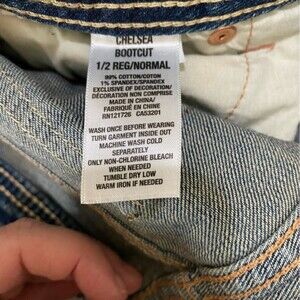 CHELSEA
BOOTCUT
1/2 REG/NORMAL
99% COTTON/COTON
1% SPANDEX/SPANDEX
EXCLUSIVE OF DECORATION/
DÉCORATION NON COMPRISE
MADE IN CHINA/
FABRIQUÉ EN CHINE
RN121726 CA53201
WASH ONCE BEFORE WEARING
TURN GARMENT INSIDE OUT
MACHINE WASH COLD
SEPARATELY
ONLY NON-CHLORINE BLEACH
WHEN NEEDED
TUMBLE DRY LOW
WARM IRON IF NEEDED